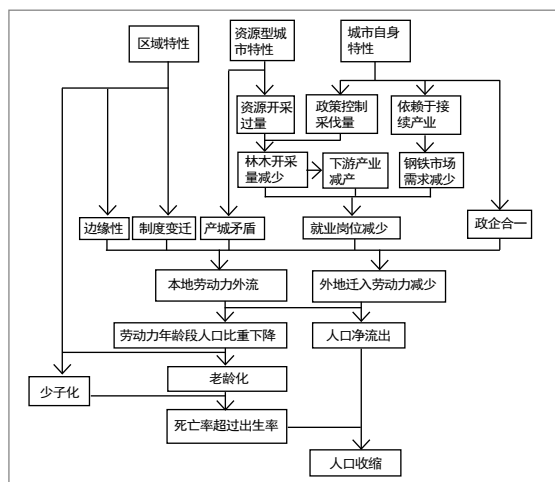 区域特性
资源型城
市特性
城市自身
特性
资源开采
过量
政策控制
采伐量
依赖于接
续产业
林木开采
量减少
下游产业
减产
钢铁市场
需求减少
边缘性
制度变迁
产城矛盾
就业岗位减少
政企合一
本地劳动力外流
外地迁入劳动力减少
劳动力年龄段人口比重下降
人口净流出
少子化
老龄化
死亡率超过出生率
人口收缩